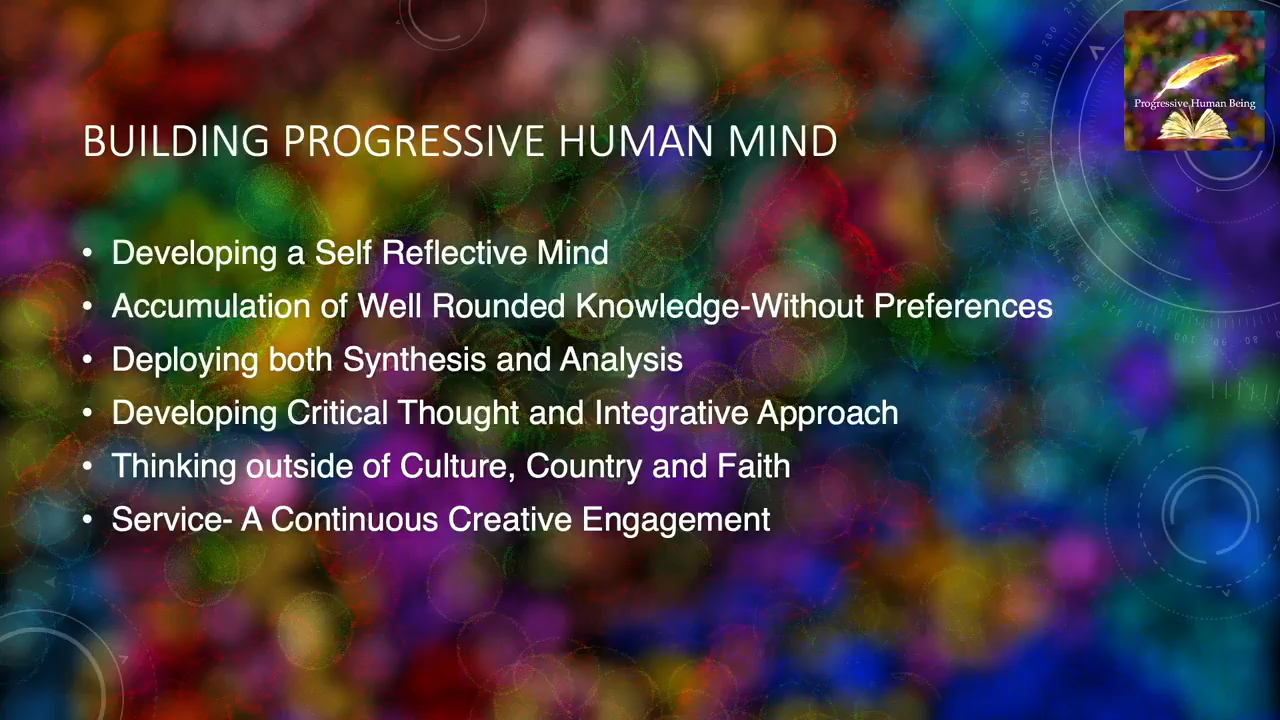 Progressive Human Being
BUILDING PROGRESSIVE HUMAN MIND
• Developing a Self Reflective Mind
• Accumulation of Well Rounded Knowledge-Without Preferences
• Deploying both Synthesis and Analysis
• Developing Critical Thought and Integrative Approach
• Thinking outside of Culture, Country and Faith
• Service- A Continuous Creative Engagement